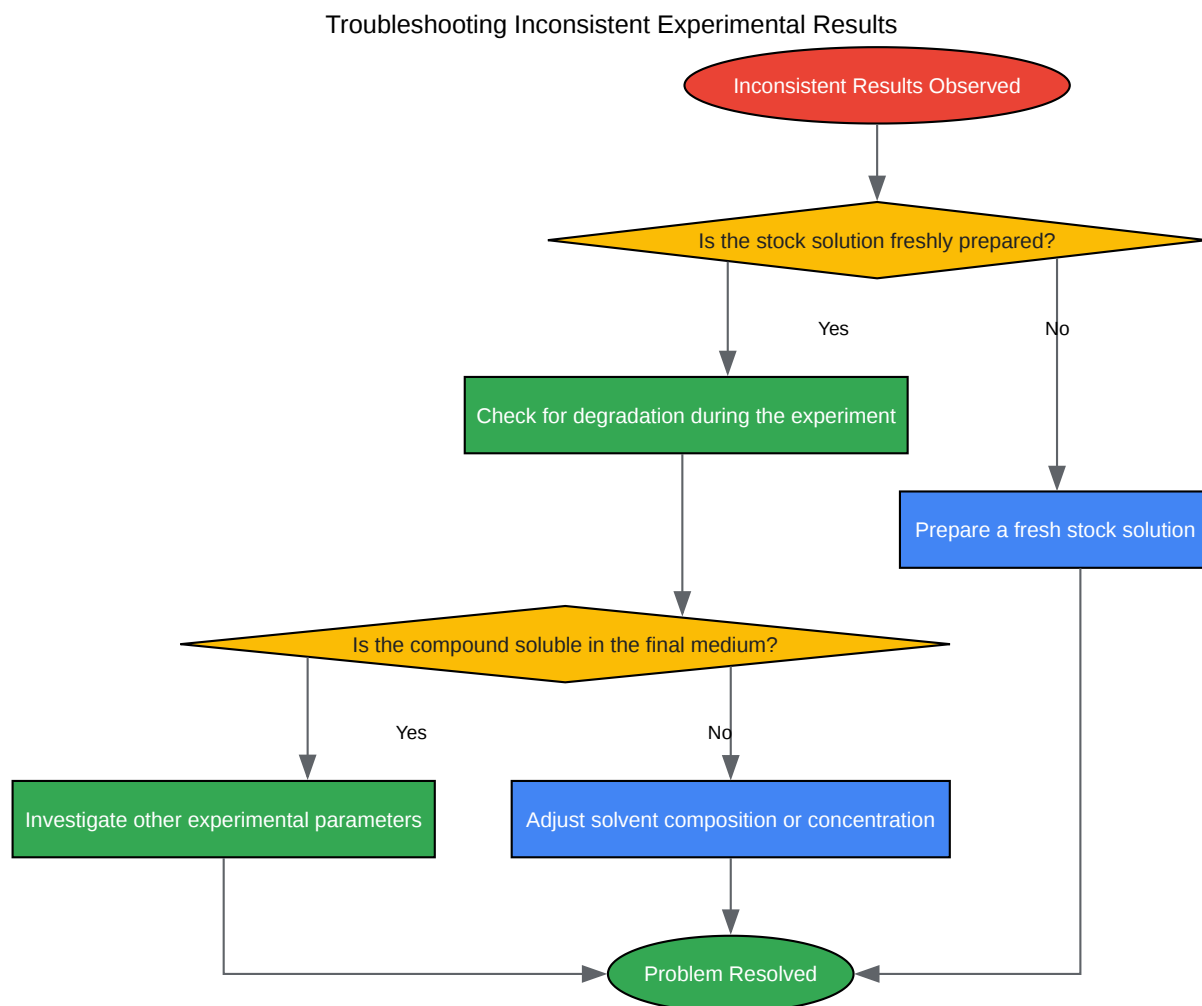 Troubleshooting Inconsistent Experimental Results
Inconsistent Results Observed
Is the stock solution freshly prepared?
Yes
No
Check for degradation during the experiment
Prepare a fresh stock solution
Is the compound soluble in the final medium?
Yes
No
Investigate other experimental parameters
Adjust solvent composition or concentration
Problem Resolved